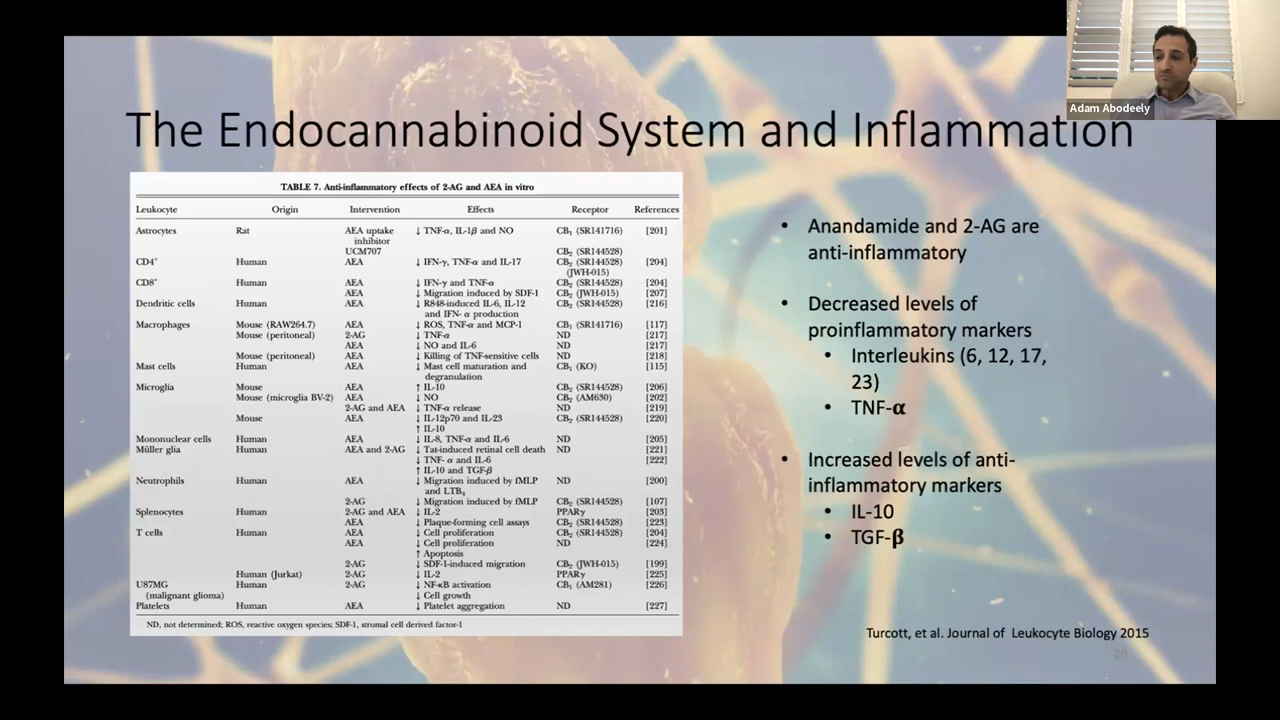 Adam Abodeely
The Endocannabinoid System and Inflammation
TABLE 7. Anti-inflammatory effects of 2-AG and AEA in vitro
Leukocyte Origin Intervention Effects Receptor References
Astrocytes Rat AEA uptake ↓ TNF-α, IL-1β and NO CB₁ (SR141716) [201]
inhibitor
UCM707 CB₂ (SR144528)
CD4⁺ Human AEA ↓ IFN-γ, TNF-α and IL-17 CB₂ (SR144528) [204]
(JWH-015)
CD8⁺ Human AEA ↓ IFN-γ and TNF-α CB₂ (SR144528) [204]
AEA ↓ Migration induced by SDF-1 CB₂ (JWH-015) [207]
Dendritic cells Human AEA ↓ R848-induced IL-6, IL-12 CB₂ (SR144528) [216]
and IFN- α production
Macrophages Mouse (RAW264.7) AEA ↓ ROS, TNF-α and MCP-1 CB₁ (SR141716) [117]
Mouse (peritoneal) 2-AG ↓ TNF-α ND [217]
AEA ↓ NO and IL-6 ND [217]
Mouse (peritoneal) AEA ↓ Killing of TNF-sensitive cells ND [218]
Mast cells Human AEA ↓ Mast cell maturation and CB₁ (KO) [115]
degranulation
Microglia Mouse AEA ↑ IL-10 CB₂ (SR144528) [206]
Mouse (microglia BV-2) AEA ↓ NO CB₂ (AM630) [202]
2-AG and AEA ↓ TNF-α release ND [219]
Mouse AEA ↓ IL-12p70 and IL-23 CB₂ (SR144528) [220]
↑ IL-10
Mononuclear cells Human AEA ↓ IL-8, TNF-α and IL-6 ND [205]
Müller glia Human AEA and 2-AG ↓ Tat-induced retinal cell death ND [221]
↓ TNF- α and IL-6 [222]
↑ IL-10 and TGF-β
Neutrophils Human AEA ↓ Migration induced by fMLP ND [200]
and LTB₄
2-AG ↓ Migration induced by fMLP CB₂ (SR144528) [107]
Splenocytes Human 2-AG and AEA ↓ IL-2 PPARγ [203]
AEA ↓ Plaque-forming cell assays CB₂ (SR144528) [223]
T cells Human AEA ↓ Cell proliferation CB₂ (SR144528) [204]
AEA ↓ Cell proliferation ND [224]
↑ Apoptosis
2-AG ↓ SDF-1-induced migration CB₂ (JWH-015) [199]
Human (Jurkat) 2-AG ↓ IL-2 PPARγ [225]
U87MG Human 2-AG ↓ NF-κB activation CB₁ (AM281) [226]
(malignant glioma) ↓ Cell growth
Platelets Human AEA ↓ Platelet aggregation ND [227]
ND, not determined; ROS, reactive oxygen species; SDF-1, stromal cell derived factor-1
• Anandamide and 2-AG are
anti-inflammatory
• Decreased levels of
proinflammatory markers
• Interleukins (6, 12, 17,
23)
• TNF-α
• Increased levels of anti-
inflammatory markers
• IL-10
• TGF-β
Turcott, et al. Journal of Leukocyte Biology 2015
20